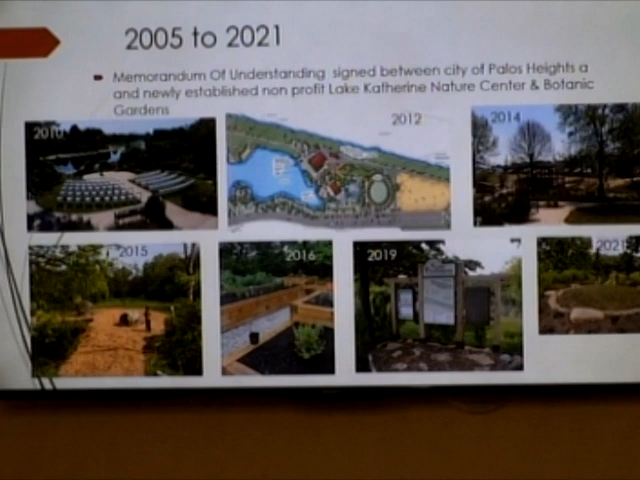 2005 to 2021
Memorandum Of Understanding signed between city of Palos Heights a
and newly established non profit Lake Katherine Nature Center & Botanic
Gardens
2010
2012
2014
2015
2016
2019
2021